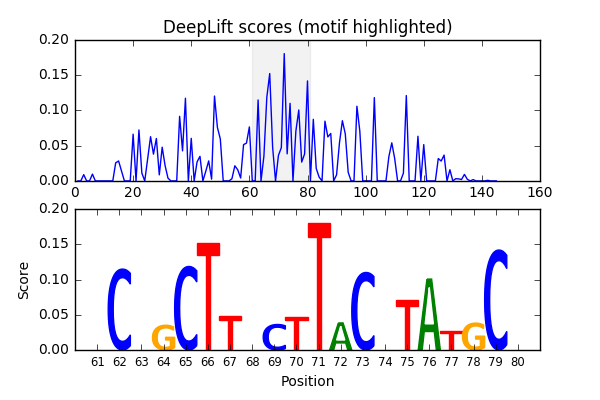 DeepLift scores (motif highlighted)
0.20
0.15
0.10
0.05
0.00
0 20 40 60 80 100 120 140 160
0.20
0.15
0.10
0.05
0.00
Score
C G C T T C T T A C T A T G C
61 62 63 64 65 66 67 68 69 70 71 72 73 74 75 76 77 78 79 80
Position